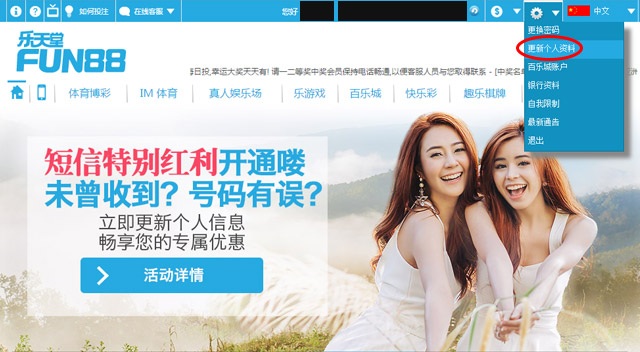 如何投注
在线客服
您好
$
中文
更换密码
更新个人资料
百乐城账户
银行资料
自我限制
最新通告
退出
乐天堂
FUN88
每日投,幸运大奖天天有! 请一二等奖中奖会员保持电话畅通,以便客服人员与您取得联系 - [中奖名单
体育博彩
IM 体育
真人娱乐场
乐游戏
百乐城
快乐彩
趣乐棋牌
短信特别红利开通喽
未曾收到? 号码有误?
立即更新个人信息
畅享您的专属优惠
活动详情